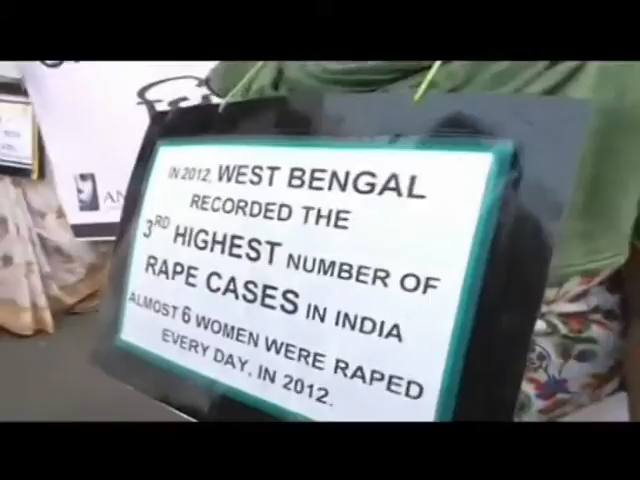 IN 2012, WEST BENGAL
RECORDED THE
3RD HIGHEST NUMBER OF
RAPE CASES IN INDIA
ALMOST 6 WOMEN WERE RAPED
EVERY DAY, IN 2012.